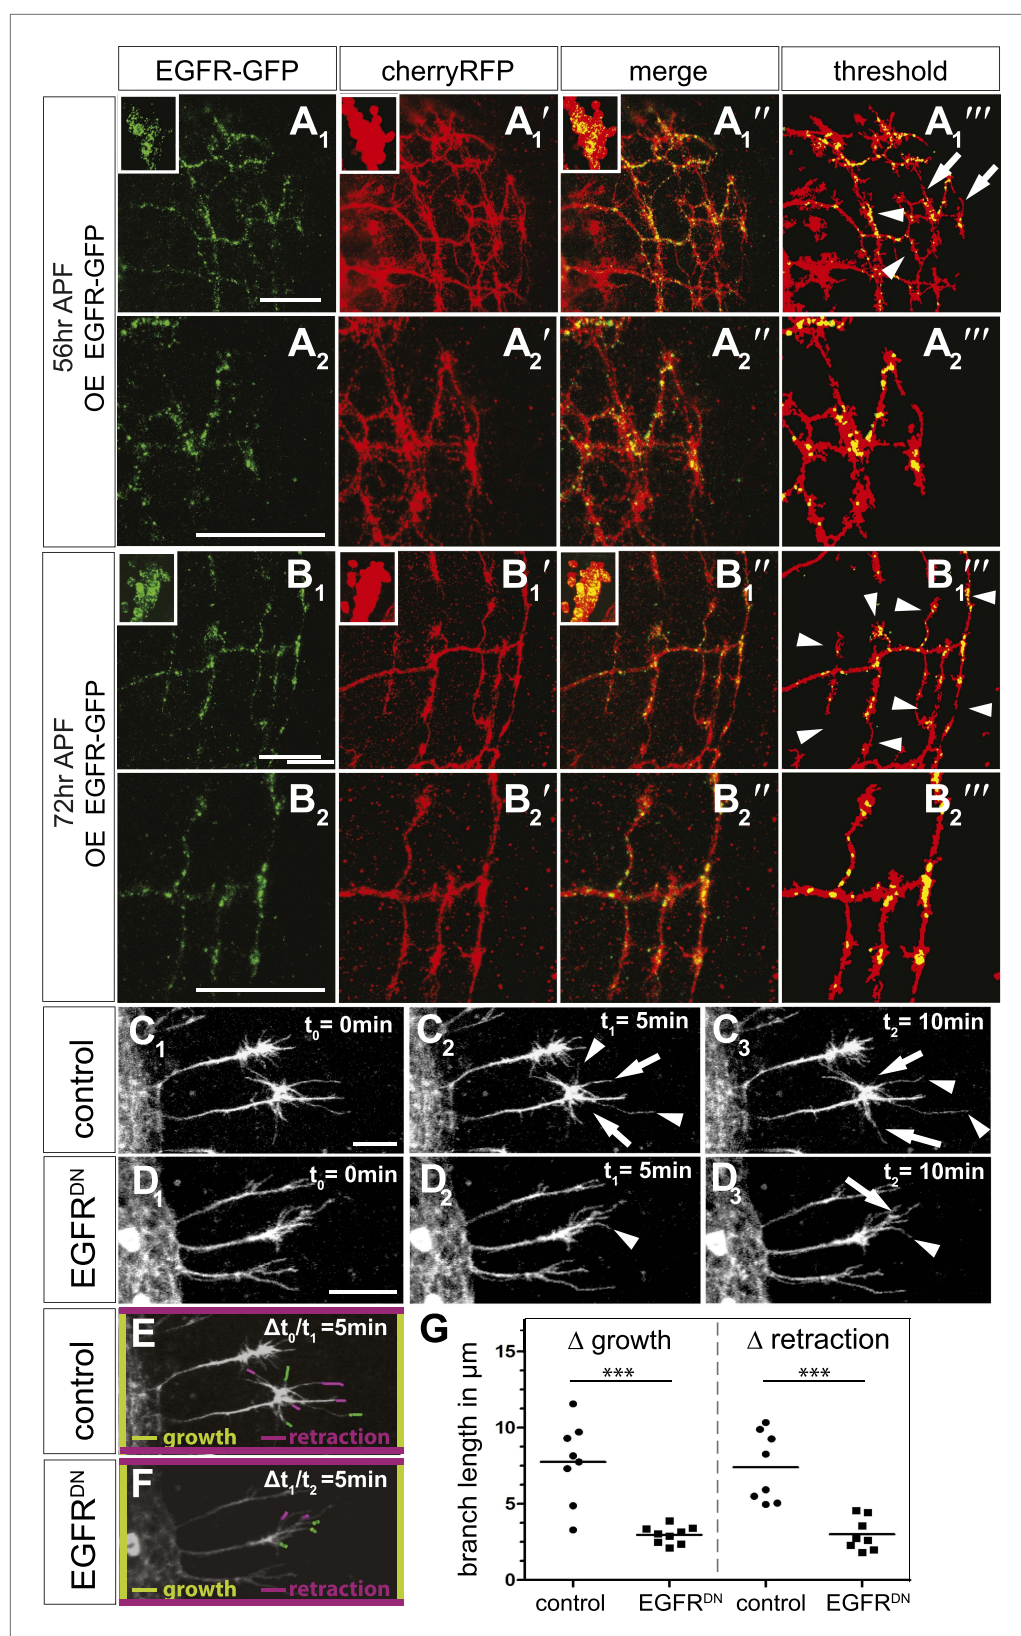 EGFR-GFP cherryRFP merge threshold
56hr APF
OE EGFR-GFP
A1 A1′ A1′′ A1′′′
A2 A2′ A2′′ A2′′′
72hr APF
OE EGFR-GFP
B1 B1′ B1′′ B1′′′
B2 B2′ B2′′ B2′′′
control
C1 t0= 0min C2 t1= 5min C3 t2= 10min
EGFRDN
D1 t0= 0min D2 t1= 5min D3 t2= 10min
control
E Δt0/t1 =5min
growth retraction
EGFRDN
F Δt1/t2 =5min
growth retraction
G
Δ growth Δ retraction
*** ***
branch length in µm
15
10
5
0
control EGFRDN control EGFRDN